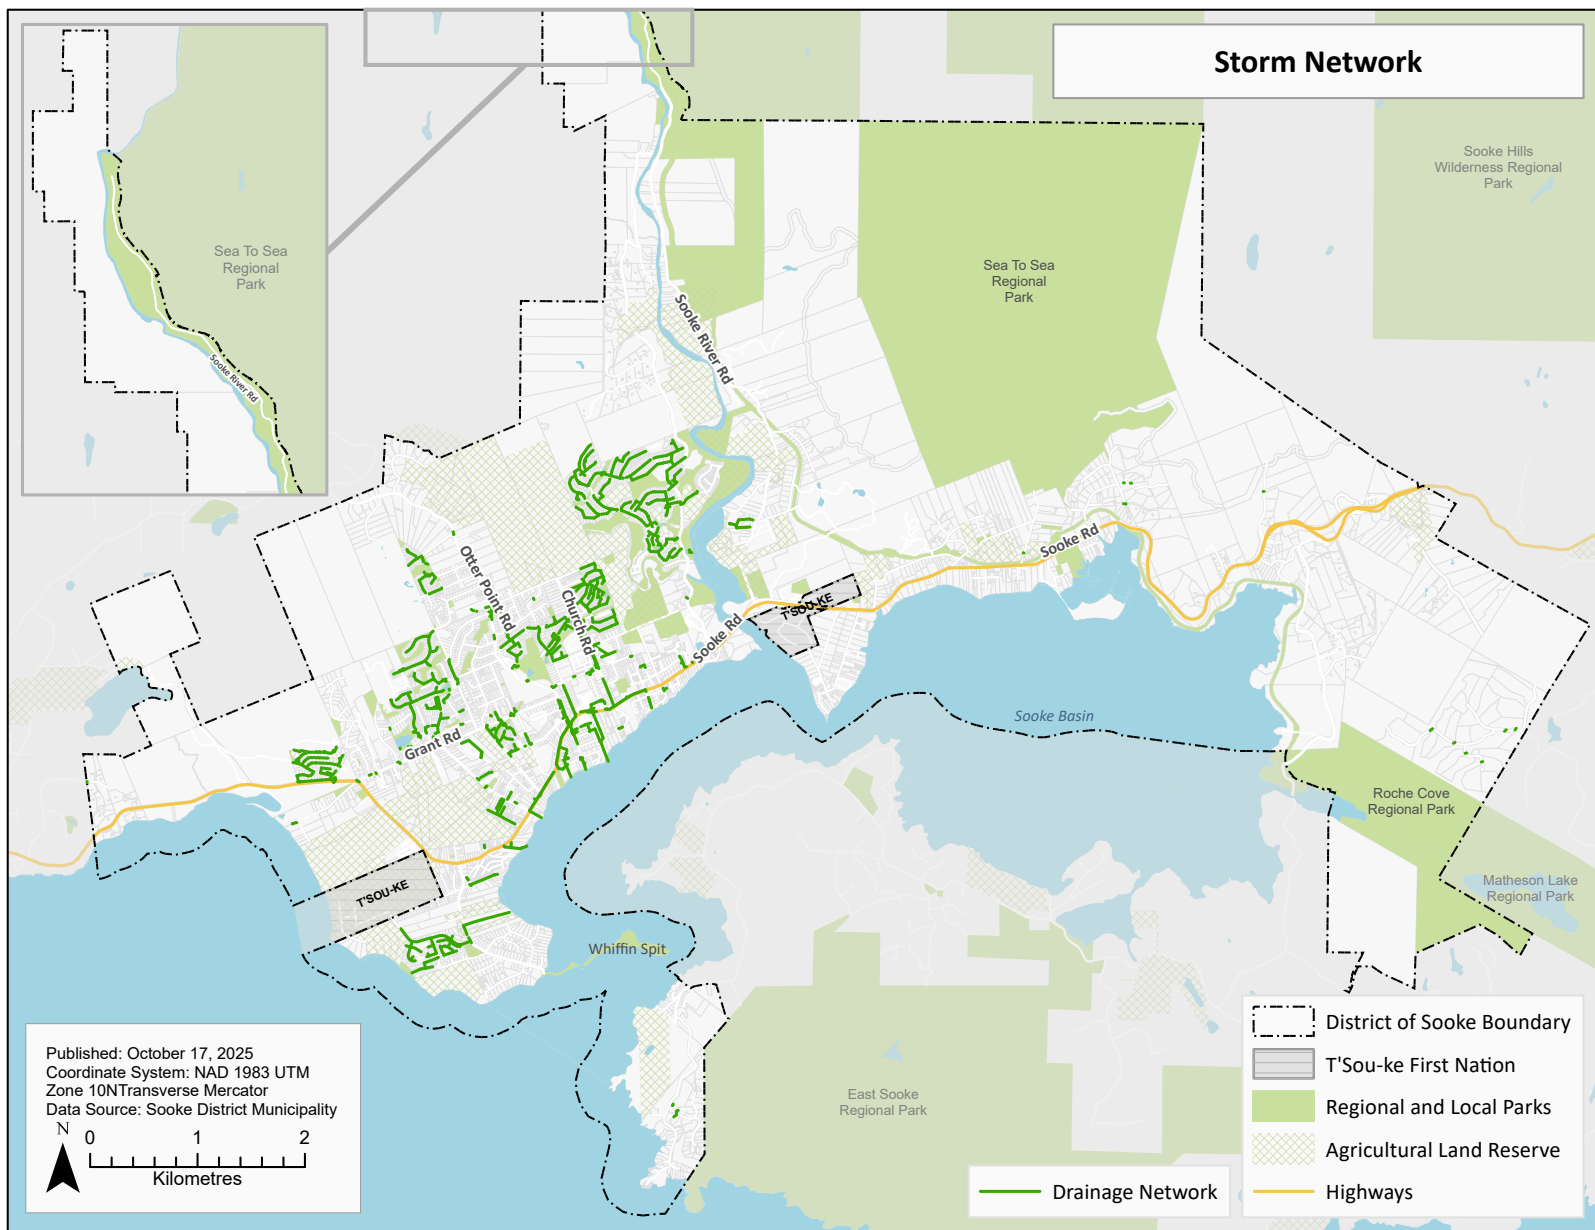 Storm Network
Sooke Hills
Wilderness Regional
Park
Sea To Sea
Regional
Park
Sooke River Rd
Sea To Sea
Regional
Park
Sooke River Rd
Otter Point Rd
Church Rd
Sooke Rd
Sooke Rd
T'SOU-KE
Grant Rd
Sooke Basin
Roche Cove
Regional Park
Matheson Lake
Regional Park
T'SOU-KE
Whiffin Spit
East Sooke
Regional Park
Published: October 17, 2025
Coordinate System: NAD 1983 UTM
Zone 10NTransverse Mercator
Data Source: Sooke District Municipality
N
0 1 2
Kilometres
Drainage Network
District of Sooke Boundary
T'Sou-ke First Nation
Regional and Local Parks
Agricultural Land Reserve
Highways